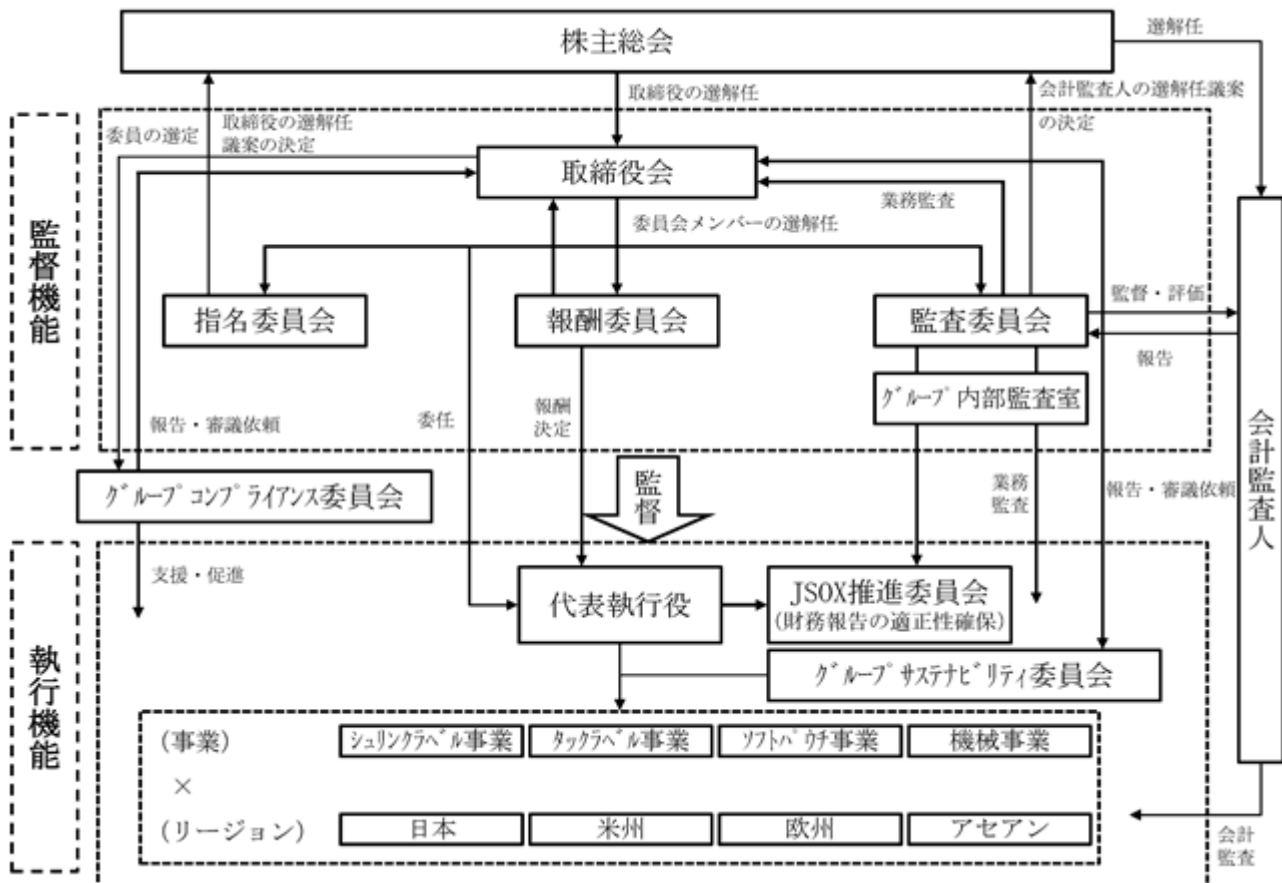 株主総会
選解任
取締役の選解任
会計監査人の選解任議案
の決定
委員の選定
取締役の選解任
議案の決定
取締役会
業務監査
委員会メンバーの選解任
監督機能
指名委員会
報酬委員会
監査委員会
監督・評価
報告
グループ内部監査室
報告・審議依頼
委任
報酬
決定
グループコンプライアンス委員会
監督
業務
監査
報告・審議依頼
会計監査人
支援・促進
代表執行役
JSOX推進委員会
(財務報告の適正性確保)
グループサステナビリティ委員会
執行機能
(事業)
シュリンクラベル事業
タックラベル事業
ソフトパウチ事業
機械事業
×
(リージョン)
日本
米州
欧州
アセアン
会計
監査